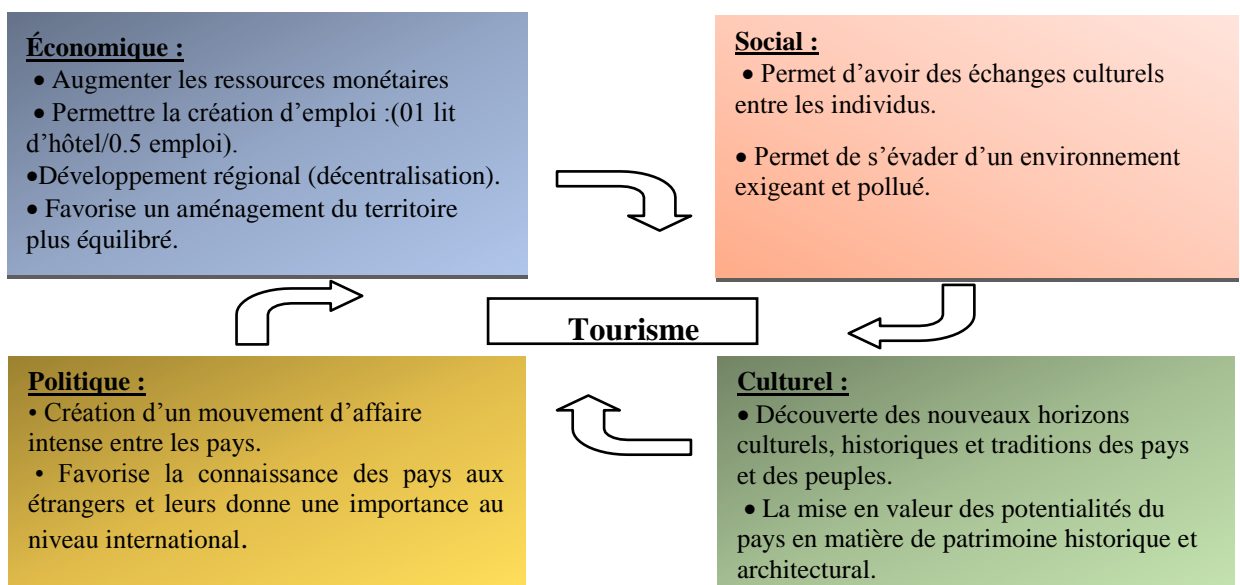 Économique :
• Augmenter les ressources monétaires
• Permettre la création d’emploi :(01 lit
d’hôtel/0.5 emploi).
•Développement régional (décentralisation).
• Favorise un aménagement du territoire
plus équilibré.
Social :
• Permet d’avoir des échanges culturels
entre les individus.
• Permet de s’évader d’un environnement
exigeant et pollué.
Tourisme
Politique :
• Création d’un mouvement d’affaire
intense entre les pays.
• Favorise la connaissance des pays aux
étrangers et leurs donne une importance au
niveau international.
Culturel :
• Découverte des nouveaux horizons
culturels, historiques et traditions des pays
et des peuples.
• La mise en valeur des potentialités du
pays en matière de patrimoine historique et
architectural.